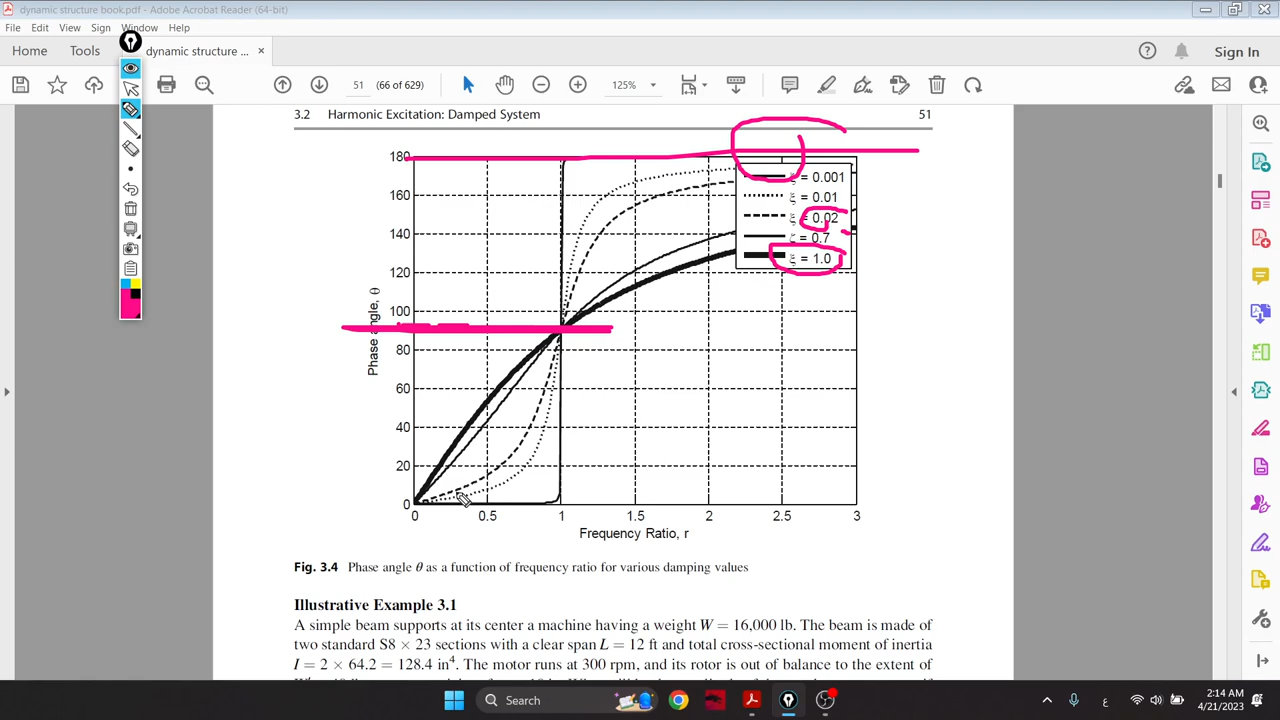 dynamic structure book.pdf - Adobe Acrobat Reader (64-bit)
File Edit View Sign Window Help
Home Tools dynamic structure ... × Sign In
51 (66 of 629) 125%
3.2 Harmonic Excitation: Damped System 51
180
160
140
120
100
80
60
40
20
0
Phase angle, θ
ξ = 0.001
ξ = 0.01
ξ = 0.02
ξ = 0.7
ξ = 1.0
0 0.5 1 1.5 2 2.5 3
Frequency Ratio, r
Fig. 3.4 Phase angle θ as a function of frequency ratio for various damping values
Illustrative Example 3.1
A simple beam supports at its center a machine having a weight W = 16,000 lb. The beam is made of
two standard S8 × 23 sections with a clear span L = 12 ft and total cross-sectional moment of inertia
I = 2 × 64.2 = 128.4 in⁴. The motor runs at 300 rpm, and its rotor is out of balance to the extent of
Search
ع
2:14 AM
4/21/2023